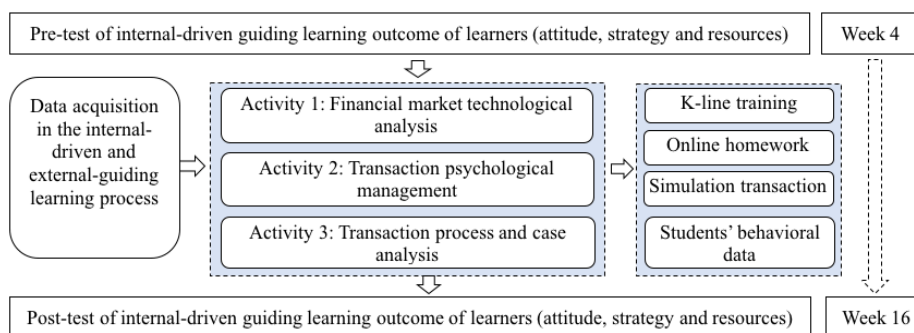 Pre-test of internal-driven guiding learning outcome of learners (attitude, strategy and resources)
Week 4
Data acquisition
in the internal-
driven and
external-guiding
learning process
Activity 1: Financial market technological
analysis
Activity 2: Transaction psychological
management
Activity 3: Transaction process and case
analysis
K-line training
Online homework
Simulation transaction
Students' behavioral
data
Post-test of internal-driven guiding learning outcome of learners (attitude, strategy and resources)
Week 16